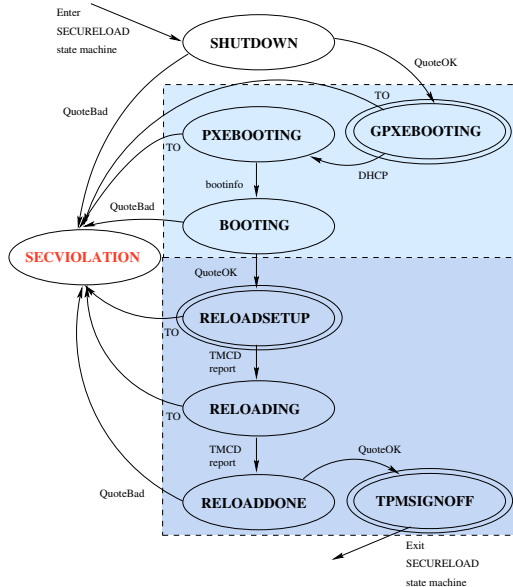 Enter
SECURELOAD
state machine
SHUTDOWN
QuoteOK
TO
QuoteBad
PXEBOOTING
GPXEBOOTING
TO
DHCP
bootinfo
QuoteBad
BOOTING
SECVIOLATION
QuoteOK
RELOADSETUP
TO
TMCD
report
RELOADING
TO
TMCD
report
QuoteOK
QuoteBad
RELOADDONE
TPMSIGNOFF
Exit
SECURELOAD
state machine